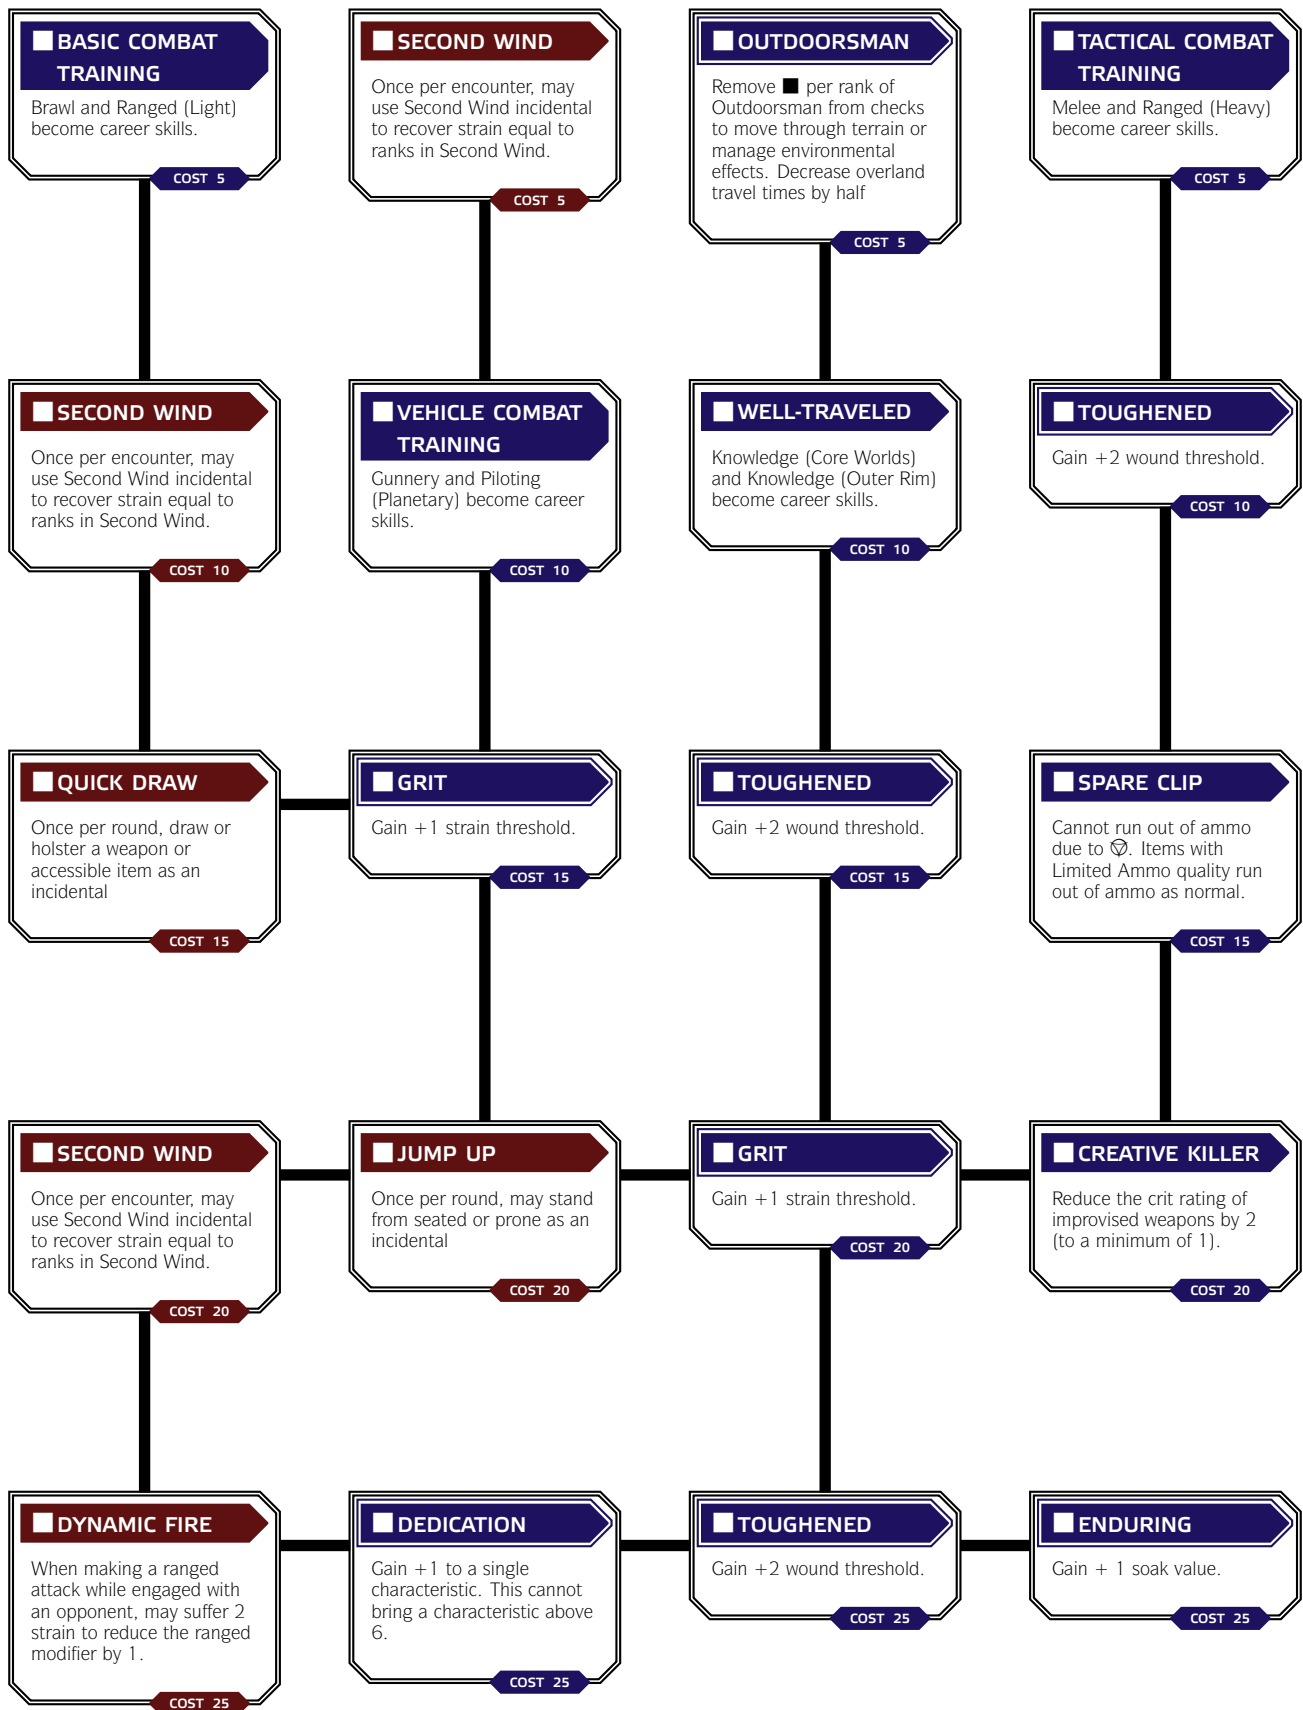 BASIC COMBAT
TRAINING
Brawl and Ranged (Light)
become career skills.
COST 5
SECOND WIND
Once per encounter, may
use Second Wind incidental
to recover strain equal to
ranks in Second Wind.
COST 5
OUTDOORSMAN
Remove ■ per rank of
Outdoorsman from checks
to move through terrain or
manage environmental
effects. Decrease overland
travel times by half
COST 5
TACTICAL COMBAT
TRAINING
Melee and Ranged (Heavy)
become career skills.
COST 5
SECOND WIND
Once per encounter, may
use Second Wind incidental
to recover strain equal to
ranks in Second Wind.
COST 10
VEHICLE COMBAT
TRAINING
Gunnery and Piloting
(Planetary) become career
skills.
COST 10
WELL-TRAVELED
Knowledge (Core Worlds)
and Knowledge (Outer Rim)
become career skills.
COST 10
TOUGHENED
Gain +2 wound threshold.
COST 10
QUICK DRAW
Once per round, draw or
holster a weapon or
accessible item as an
incidental
COST 15
GRIT
Gain +1 strain threshold.
COST 15
TOUGHENED
Gain +2 wound threshold.
COST 15
SPARE CLIP
Cannot run out of ammo
due to . Items with
Limited Ammo quality run
out of ammo as normal.
COST 15
SECOND WIND
Once per encounter, may
use Second Wind incidental
to recover strain equal to
ranks in Second Wind.
COST 20
JUMP UP
Once per round, may stand
from seated or prone as an
incidental
COST 20
GRIT
Gain +1 strain threshold.
COST 20
CREATIVE KILLER
Reduce the crit rating of
improvised weapons by 2
(to a minimum of 1).
COST 20
DYNAMIC FIRE
When making a ranged
attack while engaged with
an opponent, may suffer 2
strain to reduce the ranged
modifier by 1.
COST 25
DEDICATION
Gain +1 to a single
characteristic. This cannot
bring a characteristic above
6.
COST 25
TOUGHENED
Gain +2 wound threshold.
COST 25
ENDURING
Gain + 1 soak value.
COST 25